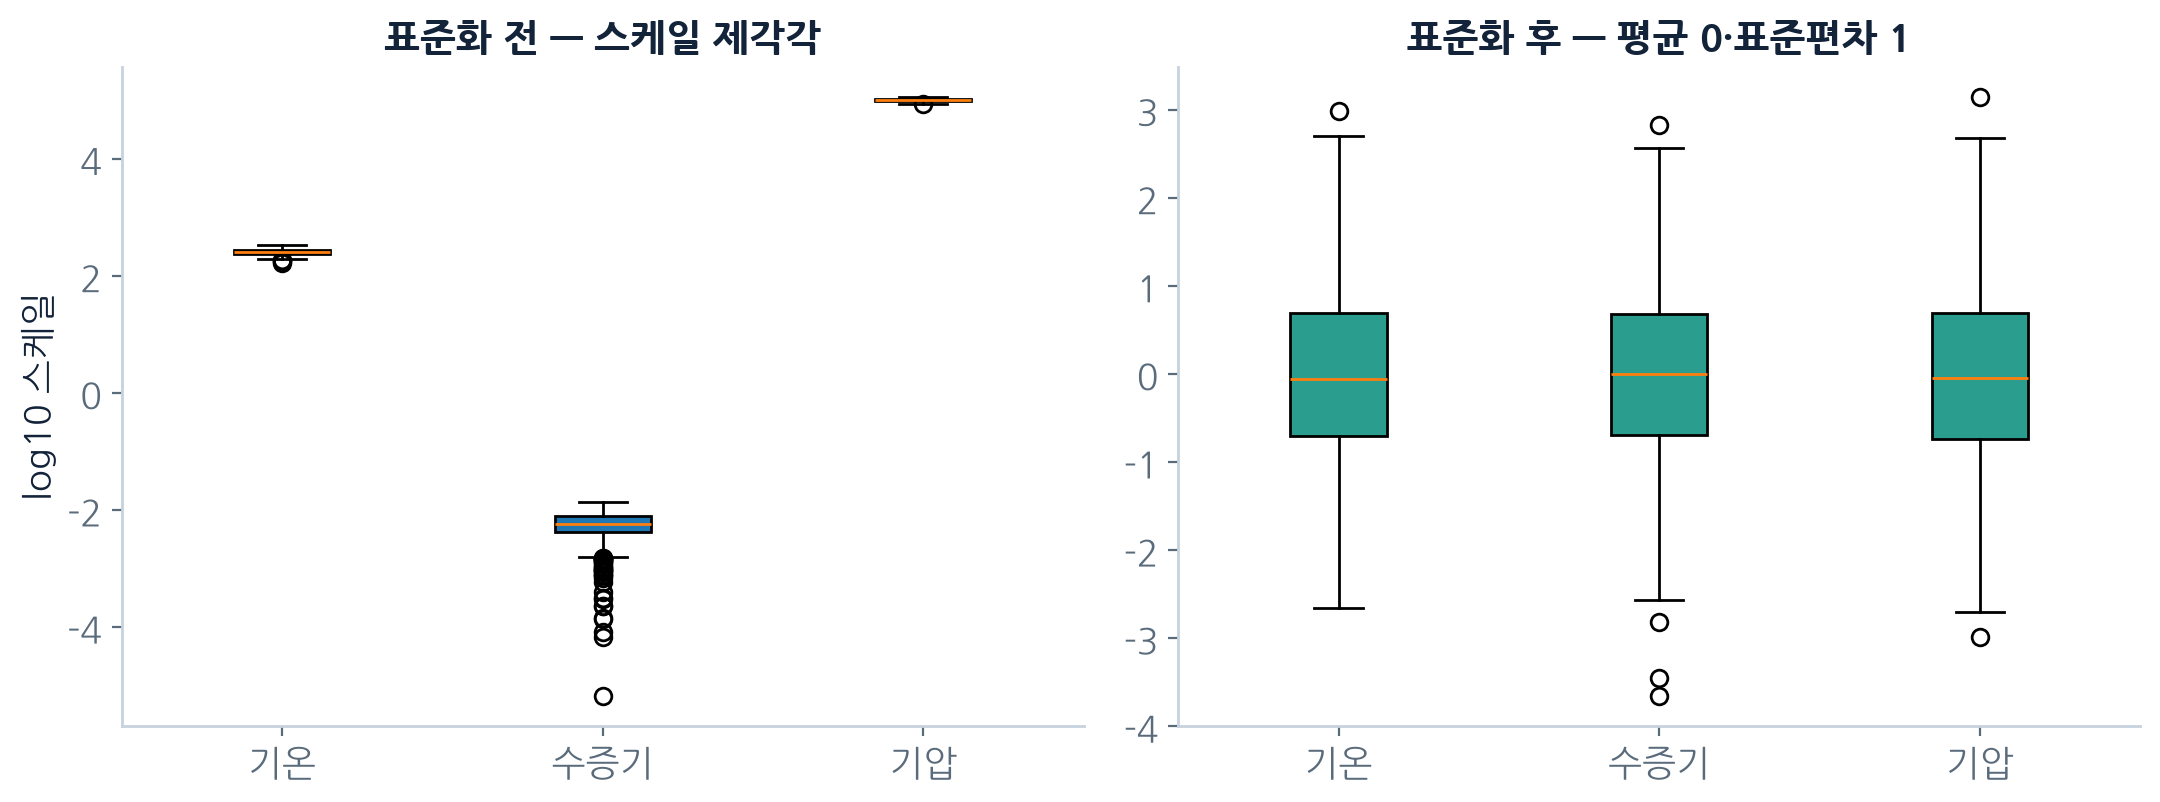 표준화 전 — 스케일 제각각
log10 스케일
4
2
0
-2
-4
기온 수증기 기압
표준화 후 — 평균 0·표준편차 1
3
2
1
0
-1
-2
-3
-4
기온 수증기 기압